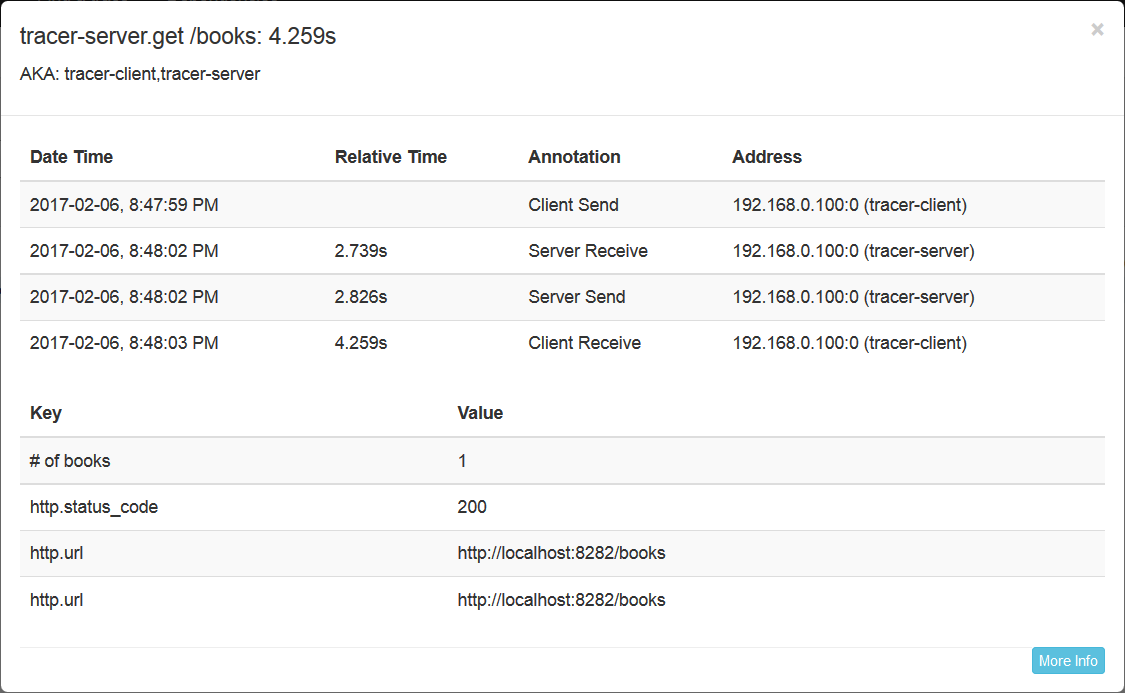 tracer-server.get /books: 4.259s
×
AKA: tracer-client,tracer-server
Date Time Relative Time Annotation Address
2017-02-06, 8:47:59 PM Client Send 192.168.0.100:0 (tracer-client)
2017-02-06, 8:48:02 PM 2.739s Server Receive 192.168.0.100:0 (tracer-server)
2017-02-06, 8:48:02 PM 2.826s Server Send 192.168.0.100:0 (tracer-server)
2017-02-06, 8:48:03 PM 4.259s Client Receive 192.168.0.100:0 (tracer-client)
Key Value
# of books 1
http.status_code 200
http.url http://localhost:8282/books
http.url http://localhost:8282/books
More Info